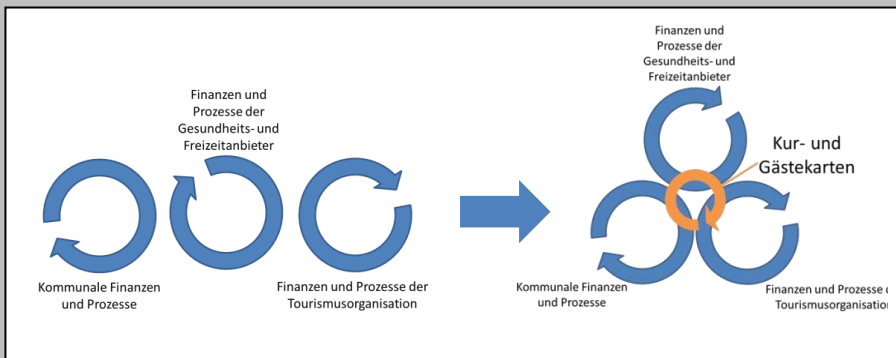 Finanzen und
Prozesse der
Gesundheits- und
Freizeitanbieter
Kommunale Finanzen
und Prozesse
Finanzen und Prozesse der
Tourismusorganisation
Finanzen und
Prozesse der
Gesundheits- und
Freizeitanbieter
Kur- und
Gästekarten
Kommunale Finanzen
und Prozesse
Finanzen und Prozesse
Tourismusorganisation